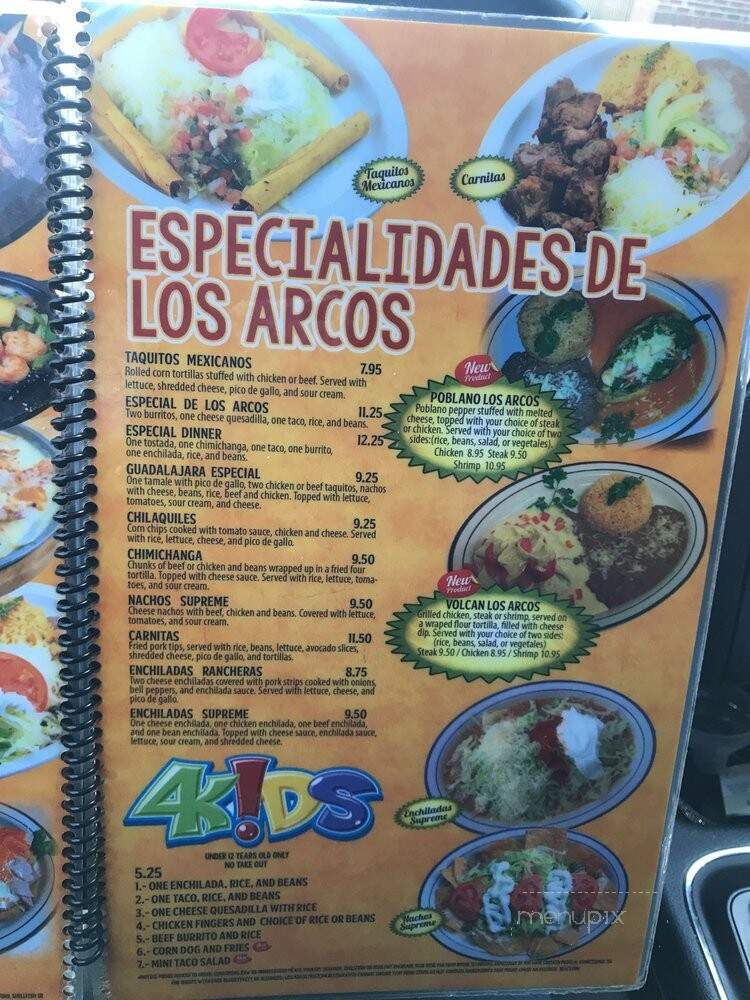 Taquitos
Mexicanos
Carnitas
ESPECIALIDADES DE
LOS ARCOS
TAQUITOS MEXICANOS 7.95
Rolled corn tortillas stuffed with chicken or beef. Served with
lettuce, shredded cheese, pico de gallo, and sour cream.
ESPECIAL DE LOS ARCOS 11.25
Two burritos, one cheese quesadilla, one taco, rice, and beans.
ESPECIAL DINNER 12.25
One tostada, one chimichanga, one taco, one burrito,
one enchilada, rice, and beans.
GUADALAJARA ESPECIAL 9.25
One tamale with pico de gallo, two chicken or beef taquitos, nachos
with cheese, beans, rice, beef and chicken. Topped with lettuce,
tomatoes, sour cream, and cheese.
CHILAQUILES 9.25
Corn chips cooked with tomato sauce, chicken and cheese. Served
with rice, lettuce, cheese, and pico de gallo.
CHIMICHANGA 9.50
Chunks of beef or chicken and beans wrapped up in a fried four
tortilla. Topped with cheese sauce. Served with rice, lettuce, toma-
toes, and sour cream.
NACHOS SUPREME 9.50
Cheese nachos with beef, chicken and beans. Covered with lettuce,
tomatoes, and sour cream.
CARNITAS 11.50
Fried pork tips, served with rice, beans, lettuce, avocado slices,
shredded cheese, pico de gallo, and tortillas.
ENCHILADAS RANCHERAS 8.75
Two cheese enchiladas covered with pork strips cooked with onions,
bell peppers, and enchilada sauce. Served with lettuce, cheese, and
pico de gallo.
ENCHILADAS SUPREME 9.50
One cheese enchilada, one chicken enchilada, one beef enchilada,
and one bean enchilada. Topped with cheese sauce, enchilada sauce,
lettuce, sour cream, and shredded cheese.
New
Product
POBLANO LOS ARCOS
Poblano pepper stuffed with melted
cheese, topped with your choice of steak
or chicken. Served with your choice of two
sides:(rice, beans, salad, or vegetales).
Chicken 8.95 Steak 9.50
Shrimp 10.95
New
Product
VOLCAN LOS ARCOS
Grilled chicken, steak or shrimp, served on
a wraped flour tortilla, filled with cheese
dip. Served with your choice of two sides:
(rice, beans, salad, or vegetales)
Steak 9.50 / Chicken 8.95 / Shrimp 10.95
Enchiladas
Supreme
Nachos
Supreme
4K!DS
UNDER 12 YEARS OLD ONLY
NO TAKE OUT
5.25
1.- ONE ENCHILADA, RICE, AND BEANS
2.- ONE TACO, RICE, AND BEANS
3.- ONE CHEESE QUESADILLA WITH RICE
4.- CHICKEN FINGERS AND CHOICE OF RICE OR BEANS
5.- BEEF BURRITO AND RICE
6.- CORN DOG AND FRIES
7.- MINI TACO SALAD
menupix